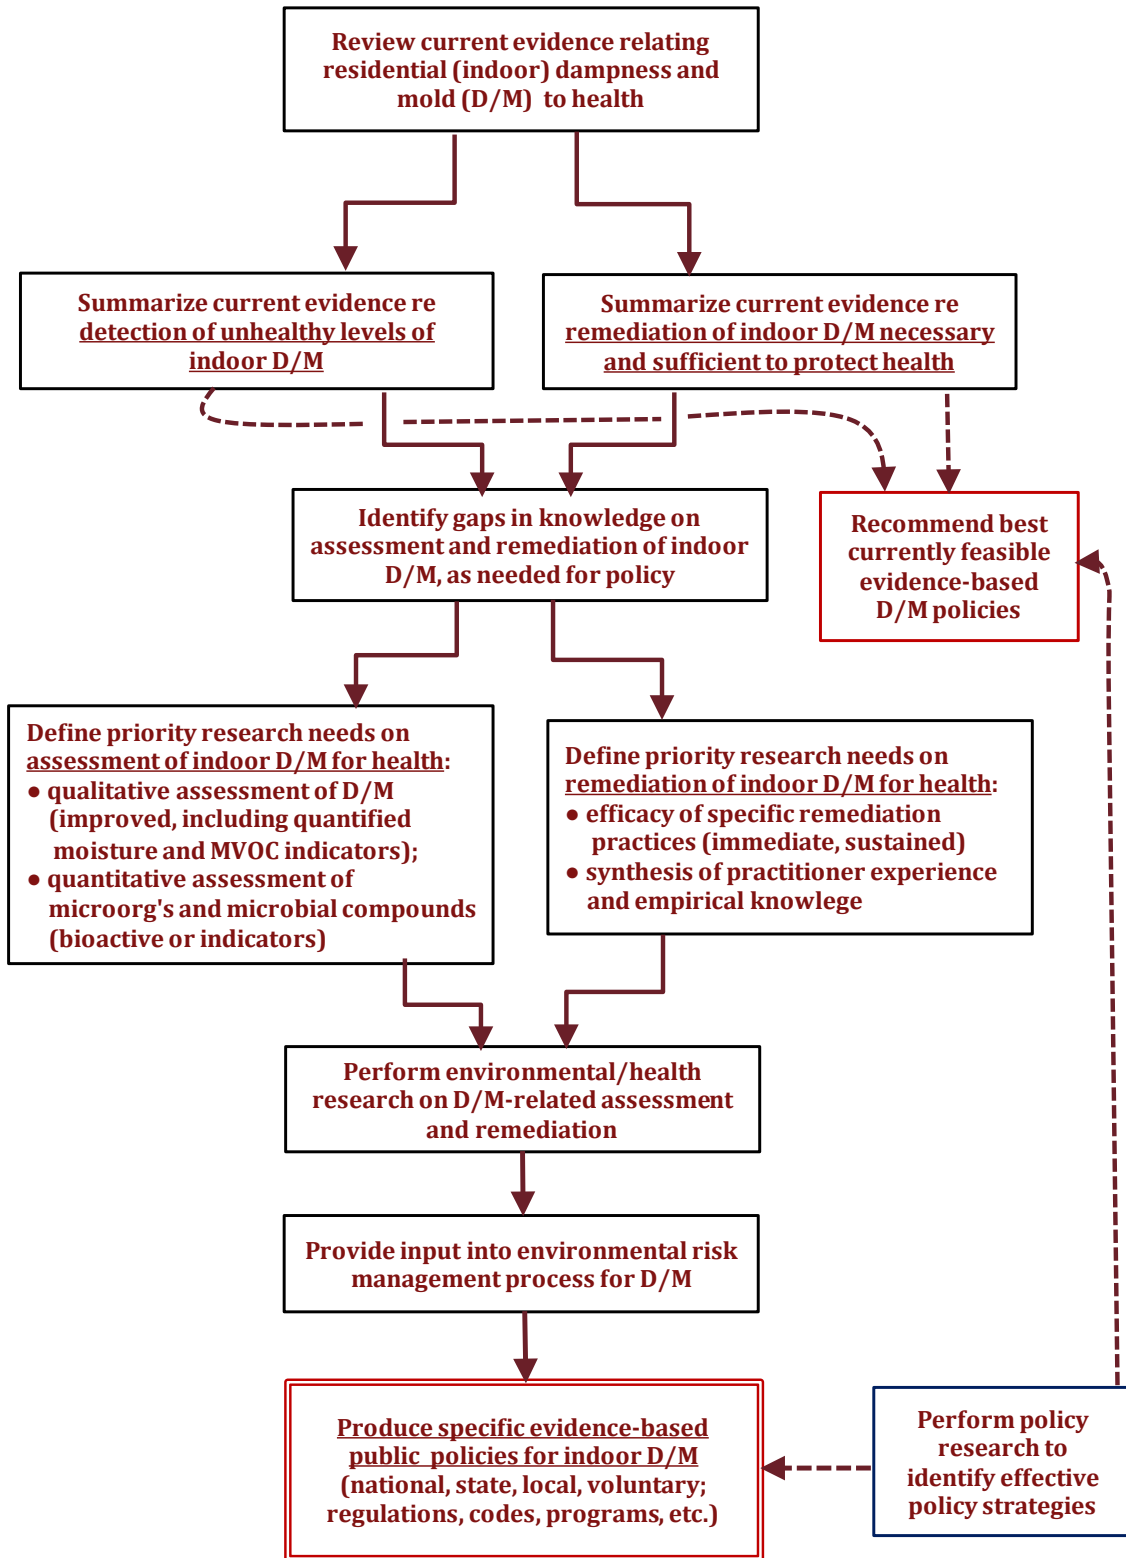 Review current evidence relating
residential (indoor) dampness and
mold (D/M) to health
Summarize current evidence re
detection of unhealthy levels of
indoor D/M
Summarize current evidence re
remediation of indoor D/M necessary
and sufficient to protect health
Identify gaps in knowledge on
assessment and remediation of indoor
D/M, as needed for policy
Recommend best
currently feasible
evidence-based
D/M policies
Define priority research needs on
assessment of indoor D/M for health:
● qualitative assessment of D/M
(improved, including quantified
moisture and MVOC indicators);
● quantitative assessment of
microorg's and microbial compounds
(bioactive or indicators)
Define priority research needs on
remediation of indoor D/M for health:
● efficacy of specific remediation
practices (immediate, sustained)
● synthesis of practitioner experience
and empirical knowlege
Perform environmental/health
research on D/M-related assessment
and remediation
Provide input into environmental risk
management process for D/M
Produce specific evidence-based
public policies for indoor D/M
(national, state, local, voluntary;
regulations, codes, programs, etc.)
Perform policy
research to
identify effective
policy strategies